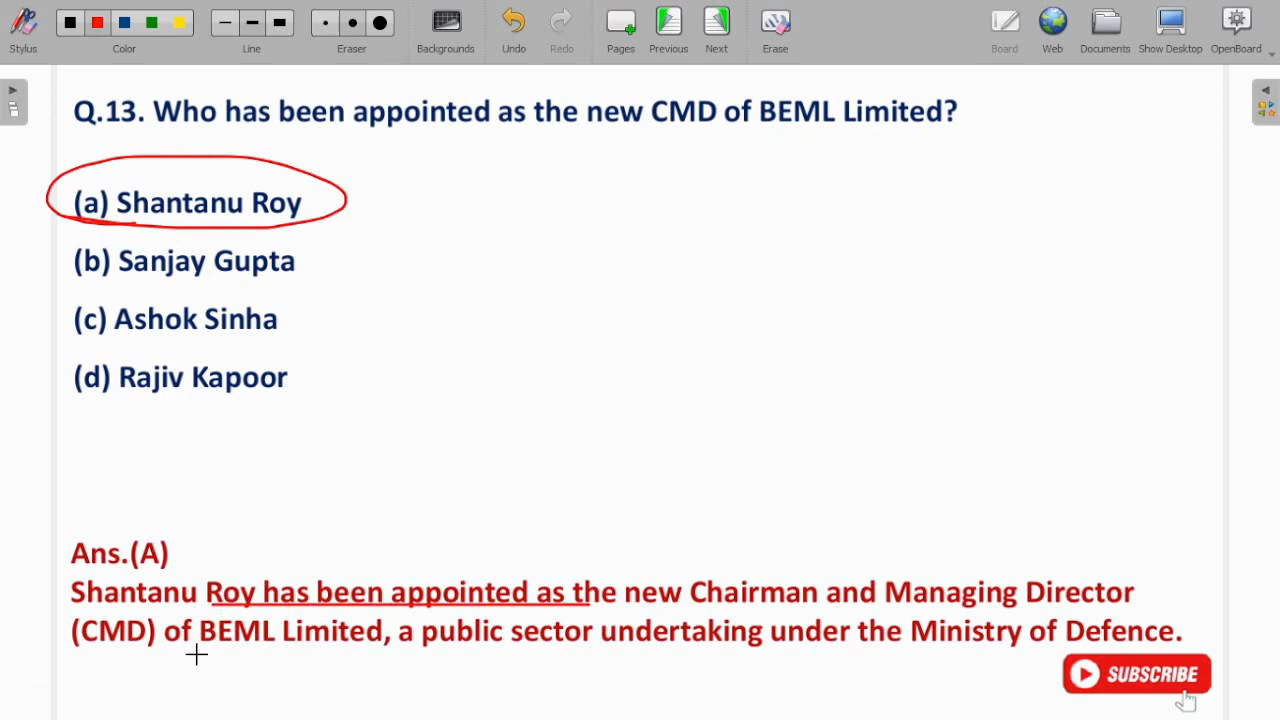 Stylus Color Line Eraser Backgrounds Undo Redo Pages Previous Next Erase Board Web Documents Show Desktop OpenBoard
Q.13. Who has been appointed as the new CMD of BEML Limited?
(a) Shantanu Roy
(b) Sanjay Gupta
(c) Ashok Sinha
(d) Rajiv Kapoor
Ans.(A)
Shantanu Roy has been appointed as the new Chairman and Managing Director
(CMD) of BEML Limited, a public sector undertaking under the Ministry of Defence.
SUBSCRIBE